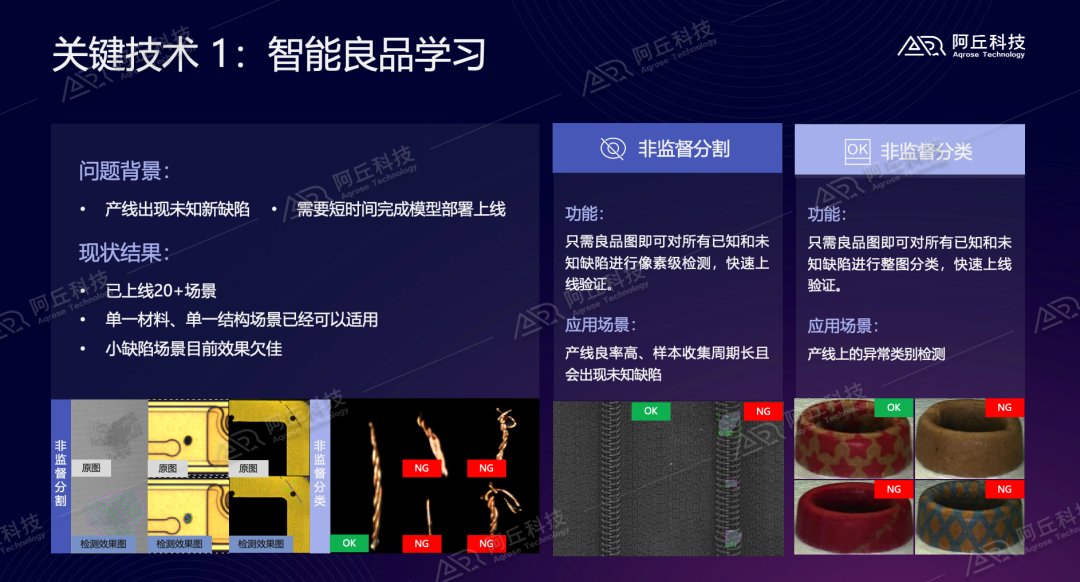 关键技术 1：智能良品学习
阿丘科技
Aqrose Technology
问题背景：
• 产线出现未知新缺陷 • 需要短时间完成模型部署上线
现状结果：
• 已上线20+场景
• 单一材料、单一结构场景已经可以适用
• 小缺陷场景目前效果欠佳
非监督分割
原图
原图
原图
检测效果图
检测效果图
检测效果图
非监督分类
NG
NG
OK
NG
NG
非监督分割
功能：
只需良品图即可对所有已知和未
知缺陷进行像素级检测，快速上
线验证。
应用场景：
产线良率高、样本收集周期长且
会出现未知缺陷
OK
NG
OK
非监督分类
功能：
只需良品图即可对所有已知和未
知缺陷进行整图分类，快速上线
验证。
应用场景：
产线上的异常类别检测
OK
NG
NG
NG